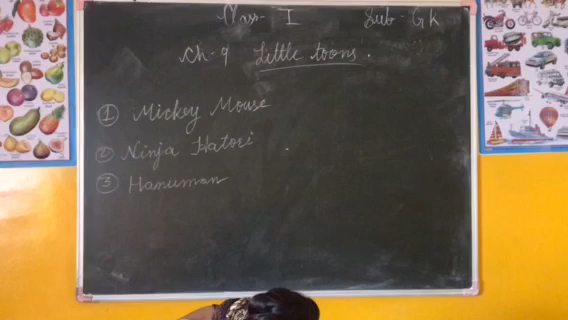 Class - I Sub - G.k
Ch - 9 Little toons.
① Mickey Mouse
② Ninja Hatori
③ Hanuman